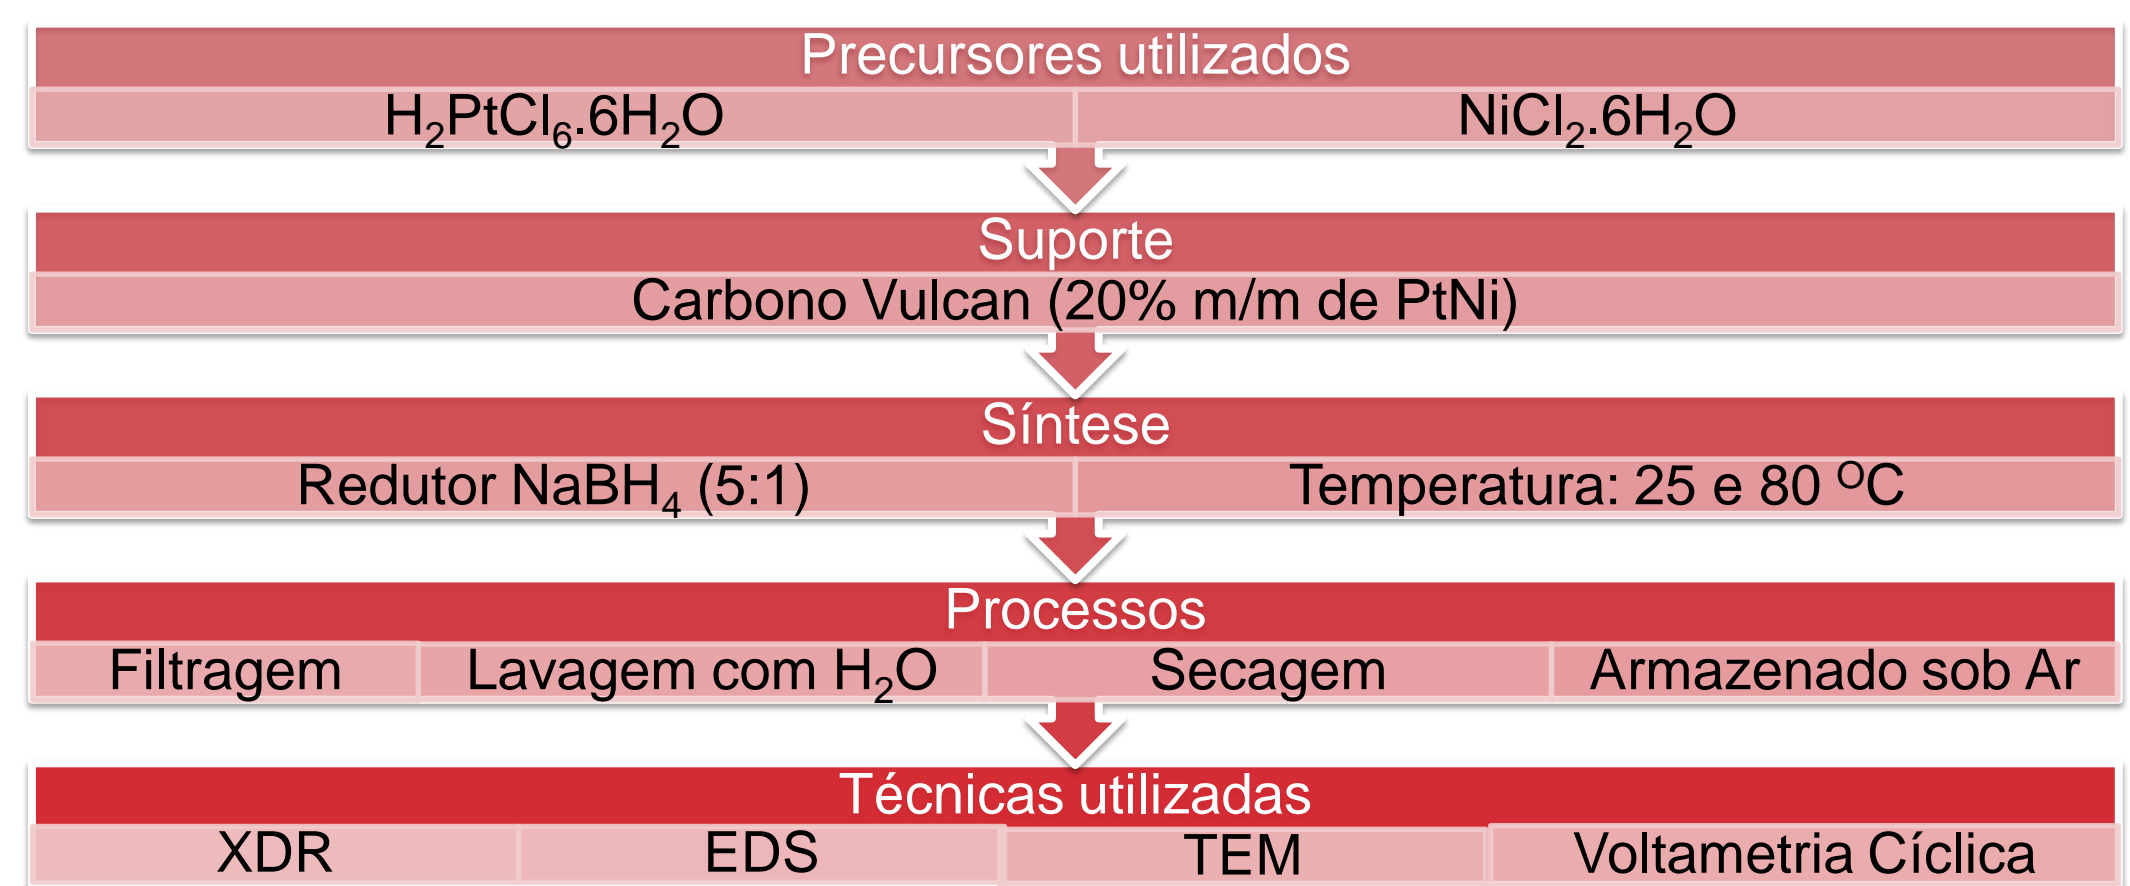 Precursores utilizados
H₂PtCl₆.6H₂O NiCl₂.6H₂O
Suporte
Carbono Vulcan (20% m/m de PtNi)
Síntese
Redutor NaBH₄ (5:1) Temperatura: 25 e 80 ᴼC
Processos
Filtragem Lavagem com H₂O Secagem Armazenado sob Ar
Técnicas utilizadas
XDR EDS TEM Voltametria Cíclica